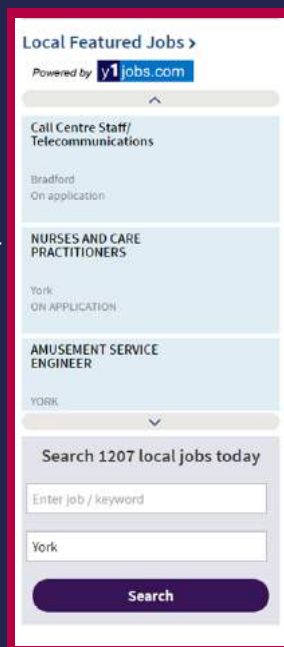 Local Featured Jobs >
Powered by y1jobs.com
Call Centre Staff/
Telecommunications
Bradford
On application
NURSES AND CARE
PRACTITIONERS
York
ON APPLICATION
AMUSEMENT SERVICE
ENGINEER
YORK
Search 1207 local jobs today
Enter job / keyword
York
Search